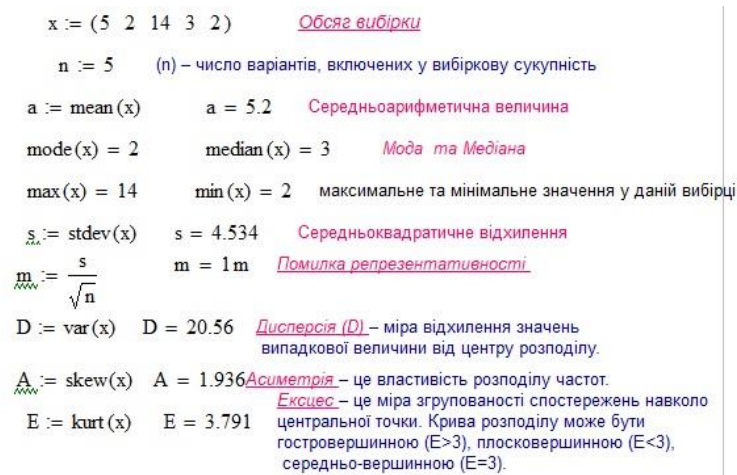 x := (5 2 14 3 2) Обсяг вибірки
n := 5 (n) – число варіантів, включених у вибіркову сукупність
a := mean(x) a = 5.2 Середньоарифметична величина
mode(x) = 2 median(x) = 3 Мода та Медіана
max(x) = 14 min(x) = 2 максимальне та мінімальне значення у даній вибірці
s := stdev(x) s = 4.534 Середньоквадратичне відхилення
m := s/√n m = 1m Помилка репрезентативності
D := var(x) D = 20.56 Дисперсія (D) – міра відхилення значень
випадкової величини від центру розподілу.
A := skew(x) A = 1.936 Асиметрія – це властивість розподілу частот.
Ексцес – це міра згрупованості спостережень навколо
E := kurt(x) E = 3.791 центральної точки. Крива розподілу може бути
гостровершинною (E>3), плосковершинною (E<3),
середньо-вершинною (E=3).